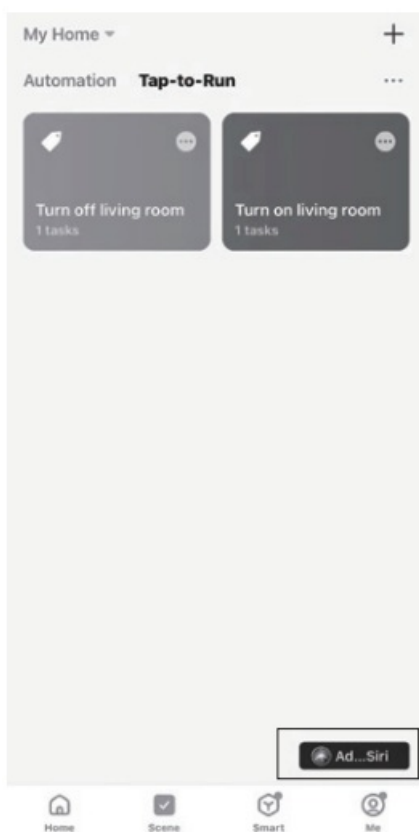 My Home
Automation Tap-to-Run
Turn off living room
1 tasks
Turn on living room
1 tasks
Ad...Siri
Home Scene Smart Me